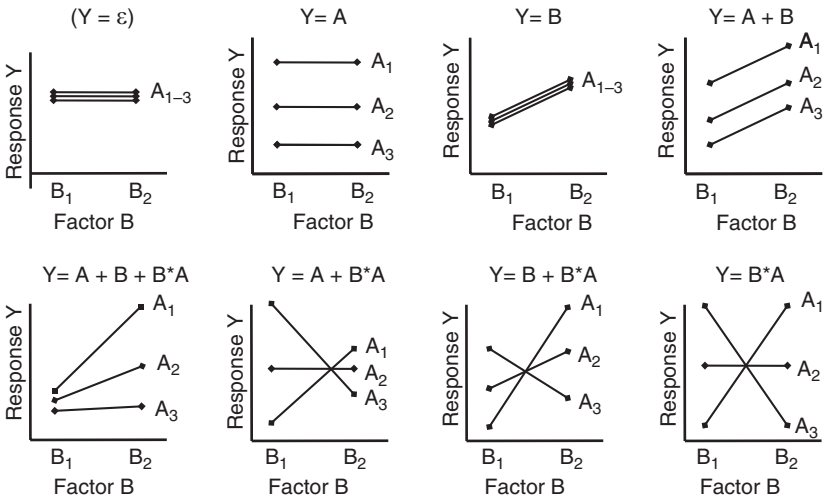 (Y = ε)
Response Y
A₁₋₃
B₁ B₂
Factor B
Y= A
Response Y
A₁
A₂
A₃
B₁ B₂
Factor B
Y= B
Response Y
A₁₋₃
B₁ B₂
Factor B
Y = A + B
Response Y
A₁
A₂
A₃
B₁ B₂
Factor B
Y= A + B + B*A
Response Y
A₁
A₂
A₃
B₁ B₂
Factor B
Y = A + B*A
Response Y
A₁
A₂
A₃
B₁ B₂
Factor B
Y = B + B*A
Response Y
A₁
A₂
A₃
B₁ B₂
Factor B
Y = B*A
Response Y
A₁
A₂
A₃
B₁ B₂
Factor B